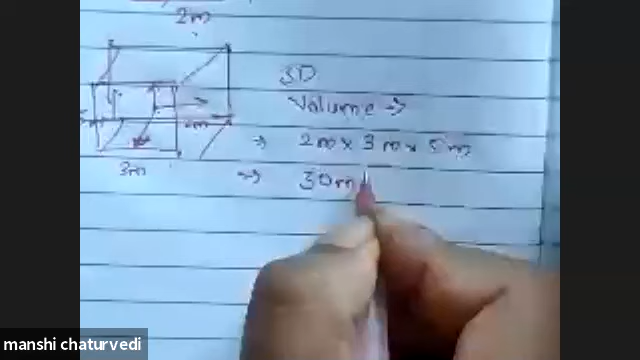 2m
3D
Volume →
3m
⇒ 2m x 3m x 5m
⇒ 30m
manshi chaturvedi